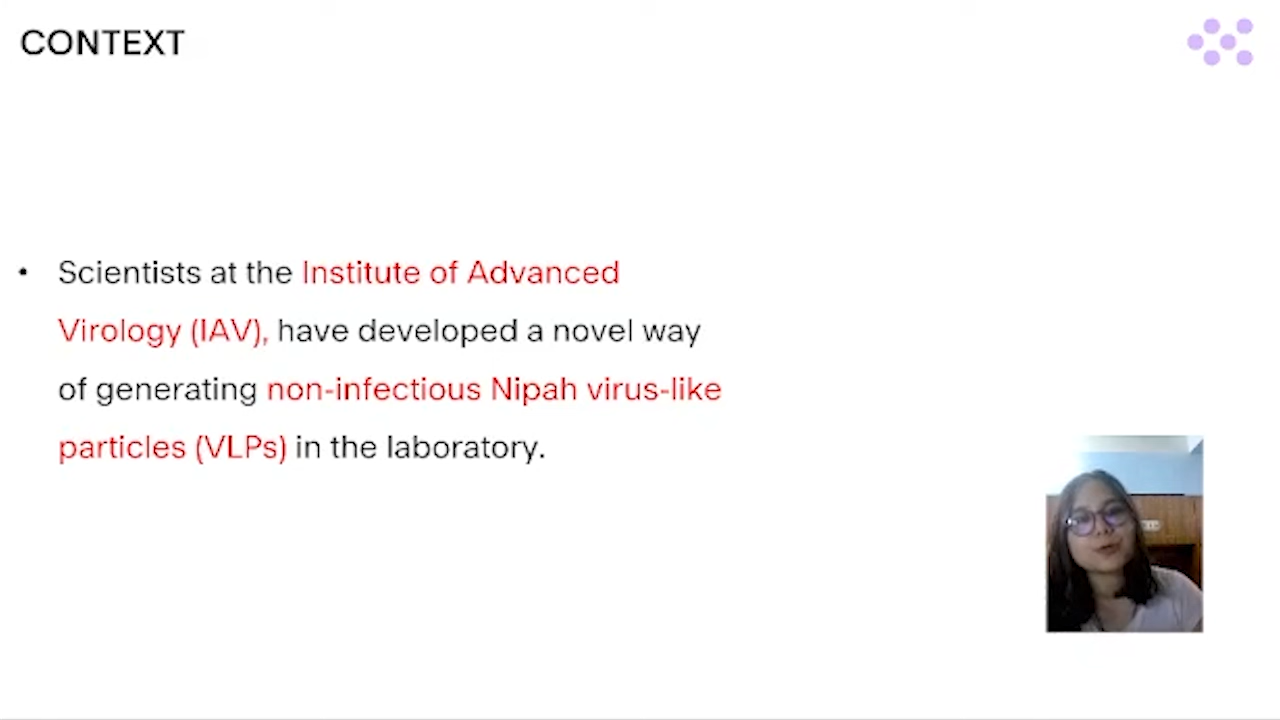 CONTEXT
• Scientists at the Institute of Advanced
Virology (IAV), have developed a novel way
of generating non-infectious Nipah virus-like
particles (VLPs) in the laboratory.